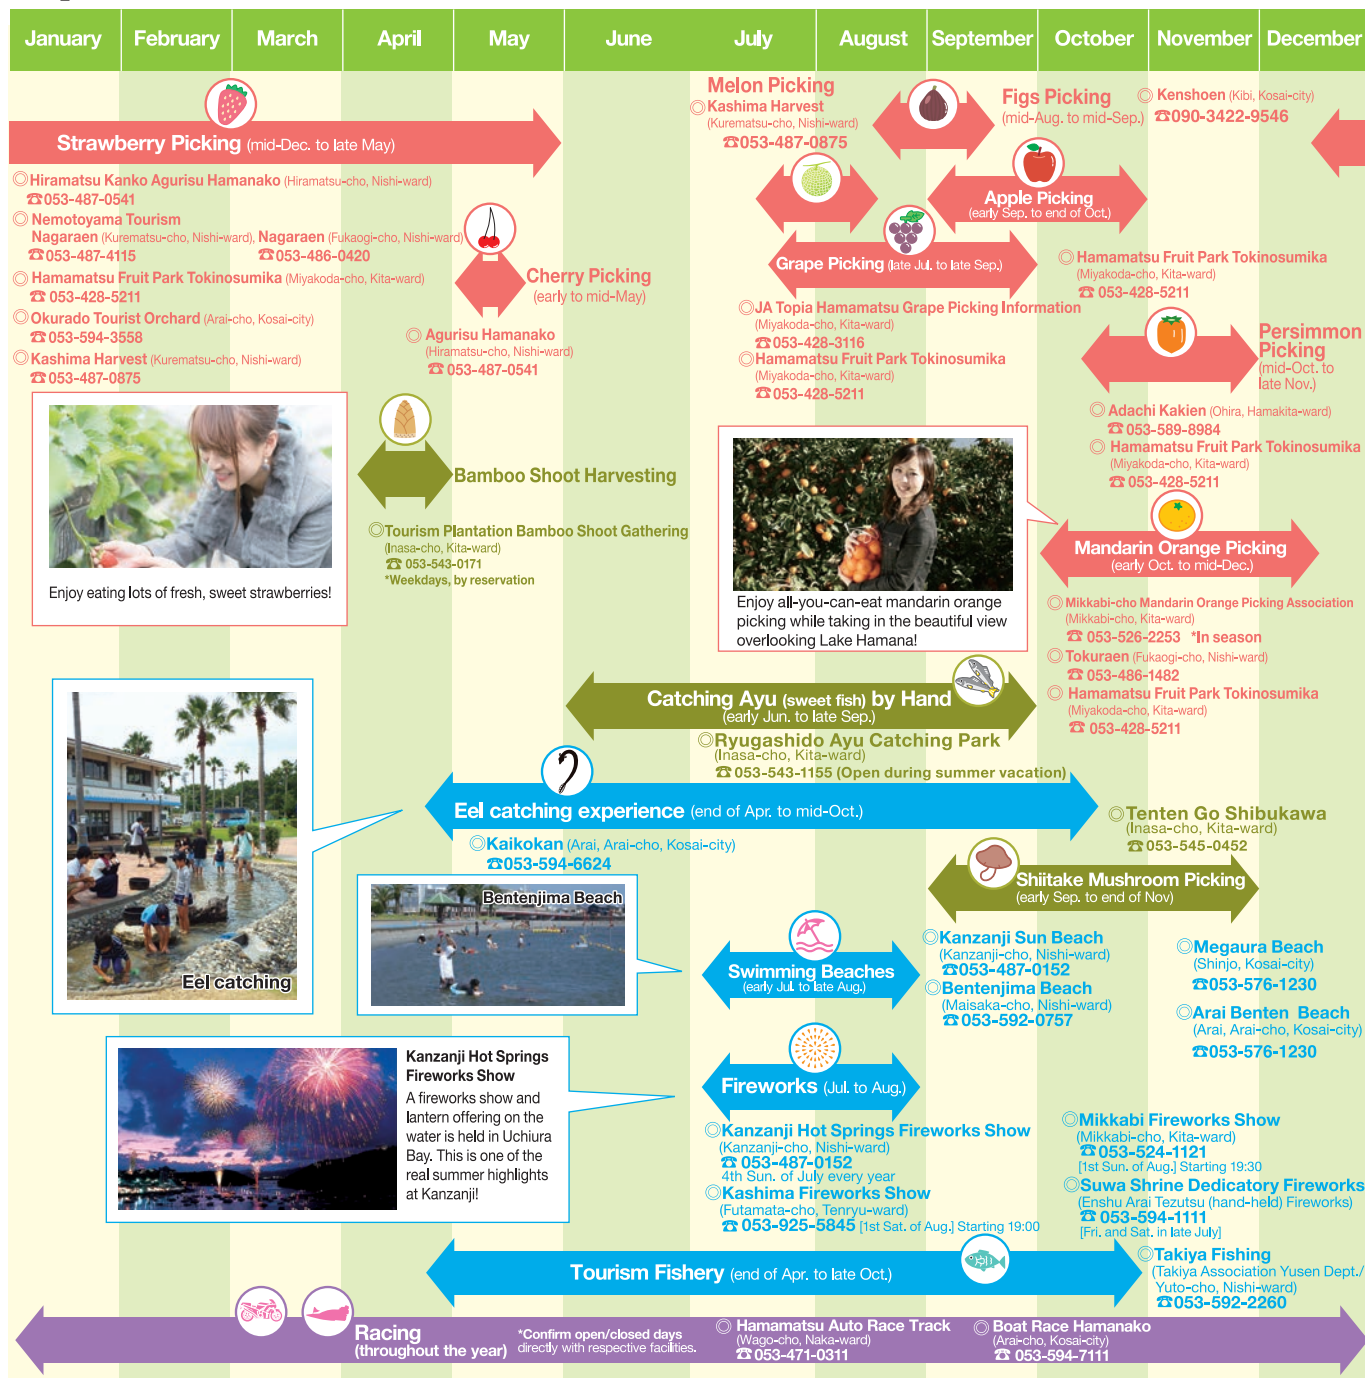 January February March April May June July August September October November December
Strawberry Picking (mid-Dec. to late May)
◎Hiramatsu Kanko Agurisu Hamanako (Hiramatsu-cho, Nishi-ward)
☎053-487-0541
◎Nemotoyama Tourism
Nagaraen (Kurematsu-cho, Nishi-ward), Nagaraen (Fukaogi-cho, Nishi-ward)
☎053-487-4115 ☎053-486-0420
◎Hamamatsu Fruit Park Tokinosumika (Miyakoda-cho, Kita-ward)
☎ 053-428-5211
◎Okurado Tourist Orchard (Arai-cho, Kosai-city)
☎053-594-3558
◎Kashima Harvest (Kurematsu-cho, Nishi-ward)
☎053-487-0875
Enjoy eating lots of fresh, sweet strawberries!
Cherry Picking
(early to mid-May)
◎ Agurisu Hamanako
(Hiramatsu-cho, Nishi-ward)
☎ 053-487-0541
Bamboo Shoot Harvesting
◎Tourism Plantation Bamboo Shoot Gathering
(Inasa-cho, Kita-ward)
☎ 053-543-0171
*Weekdays, by reservation
Melon Picking
◎Kashima Harvest
(Kurematsu-cho, Nishi-ward)
☎053-487-0875
Figs Picking
(mid-Aug. to mid-Sep.)
◎ Kenshoen (Kibi, Kosai-city)
☎090-3422-9546
Apple Picking
(early Sep. to end of Oct.)
◎Hamamatsu Fruit Park Tokinosumika
(Miyakoda-cho, Kita-ward)
☎ 053-428-5211
Grape Picking (late Jul. to late Sep.)
◎JA Topia Hamamatsu Grape Picking Information
(Miyakoda-cho, Kita-ward)
☎053-428-3116
◎Hamamatsu Fruit Park Tokinosumika
(Miyakoda-cho, Kita-ward)
☎053-428-5211
Persimmon
Picking
(mid-Oct. to
late Nov.)
◎ Adachi Kakien (Ohira, Hamakita-ward)
☎053-589-8984
◎ Hamamatsu Fruit Park Tokinosumika
(Miyakoda-cho, Kita-ward)
☎053-428-5211
Enjoy all-you-can-eat mandarin orange
picking while taking in the beautiful view
overlooking Lake Hamana!
Mandarin Orange Picking
(early Oct. to mid-Dec.)
◎Mikkabi-cho Mandarin Orange Picking Association
(Mikkabi-cho, Kita-ward)
☎ 053-526-2253 *In season
◎Tokuraen (Fukaogi-cho, Nishi-ward)
☎053-486-1482
◎Hamamatsu Fruit Park Tokinosumika
(Miyakoda-cho, Kita-ward)
☎ 053-428-5211
Catching Ayu (sweet fish) by Hand
(early Jun. to late Sep.)
◎Ryugashido Ayu Catching Park
(Inasa-cho, Kita-ward)
☎053-543-1155 (Open during summer vacation)
Eel catching experience (end of Apr. to mid-Oct.)
◎Kaikokan (Arai, Arai-cho, Kosai-city)
☎053-594-6624
Eel catching
Bentenjima Beach
◎Tenten Go Shibukawa
(Inasa-cho, Kita-ward)
☎ 053-545-0452
Shiitake Mushroom Picking
(early Sep. to end of Nov)
Swimming Beaches
(early Jul. to late Aug.)
◎Kanzanji Sun Beach
(Kanzanji-cho, Nishi-ward)
☎053-487-0152
◎Bentenjima Beach
(Maisaka-cho, Nishi-ward)
☎053-592-0757
◎Megaura Beach
(Shinjo, Kosai-city)
☎053-576-1230
◎Arai Benten Beach
(Arai, Arai-cho, Kosai-city)
☎053-576-1230
Kanzanji Hot Springs
Fireworks Show
A fireworks show and
lantern offering on the
water is held in Uchiura
Bay. This is one of the
real summer highlights
at Kanzanji!
Fireworks (Jul. to Aug.)
◎Kanzanji Hot Springs Fireworks Show
(Kanzanji-cho, Nishi-ward)
☎ 053-487-0152
4th Sun. of July every year
◎Kashima Fireworks Show
(Futamata-cho, Tenryu-ward)
☎ 053-925-5845 [1st Sat. of Aug.] Starting 19:00
◎Mikkabi Fireworks Show
(Mikkabi-cho, Kita-ward)
☎053-524-1121
[1st Sun. of Aug.] Starting 19:30
◎Suwa Shrine Dedicatory Fireworks
(Enshu Arai Tezutsu (hand-held) Fireworks)
☎ 053-594-1111
[Fri. and Sat. in late July]
Tourism Fishery (end of Apr. to late Oct.)
◎Takiya Fishing
(Takiya Association Yusen Dept./
Yuto-cho, Nishi-ward)
☎053-592-2260
Racing
(throughout the year)
*Confirm open/closed days
directly with respective facilities.
◎ Hamamatsu Auto Race Track
(Wago-cho, Naka-ward)
☎053-471-0311
◎ Boat Race Hamanako
(Arai-cho, Kosai-city)
☎ 053-594-7111